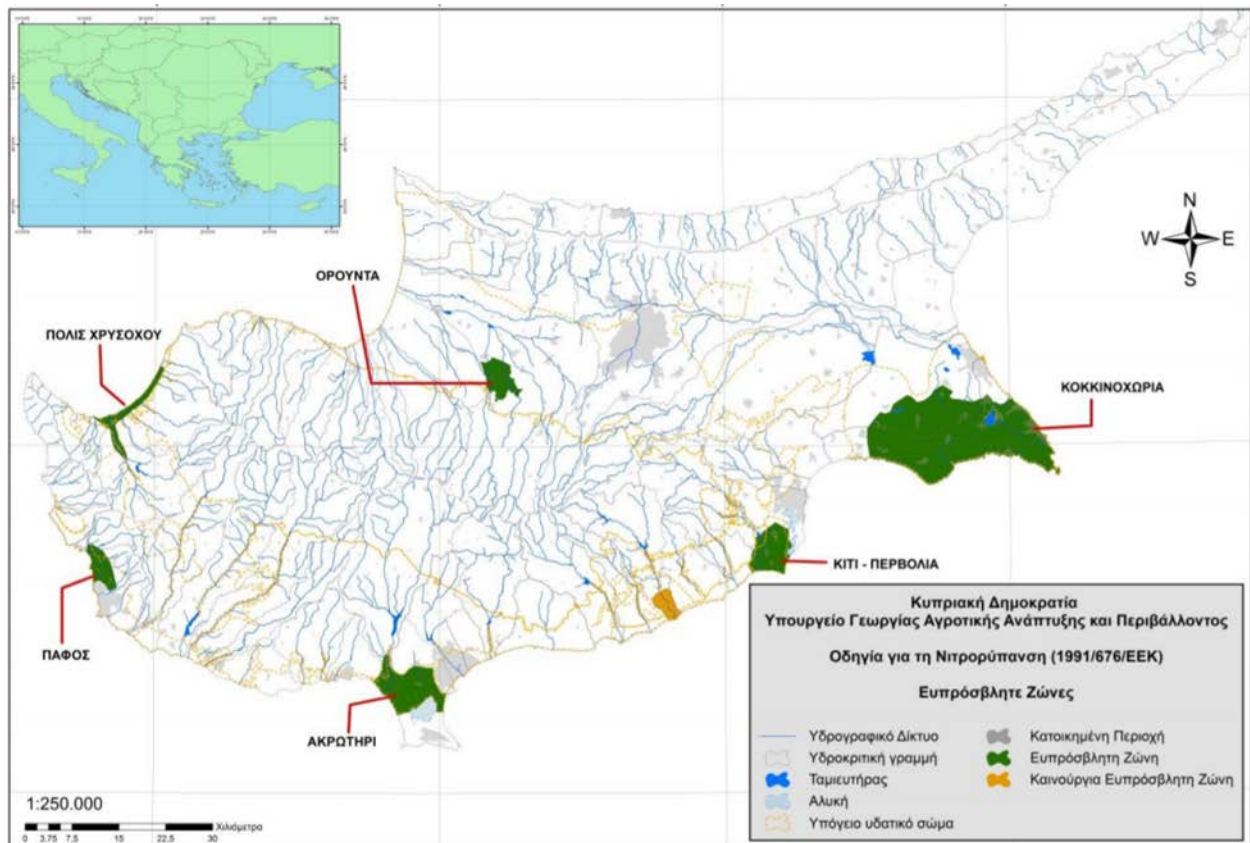 N
W E
S
ΟΡΟΥΝΤΑ
ΠΟΛΙΣ ΧΡΥΣΟΧΟΥ
ΚΟΚΚΙΝΟΧΩΡΙΑ
ΚΙΤΙ - ΠΕΡΒΟΛΙΑ
ΠΑΦΟΣ
ΑΚΡΩΤΗΡΙ
Κυπριακή Δημοκρατία
Υπουργείο Γεωργίας Αγροτικής Ανάπτυξης και Περιβάλλοντος
Οδηγία για τη Νιτρορύπανση (1991/676/ΕΕΚ)
Ευπρόσβλητε Ζώνες
Υδρογραφικό Δίκτυο
Υδροκριτική γραμμή
Ταμιευτήρας
Αλυκή
Υπόγειο υδατικό σώμα
Κατοικημένη Περιοχή
Ευπρόσβλητη Ζώνη
Καινούργια Ευπρόσβλητη Ζώνη
1:250.000
Χιλιόμετρα
0 3,75 7,5 15 22,5 30